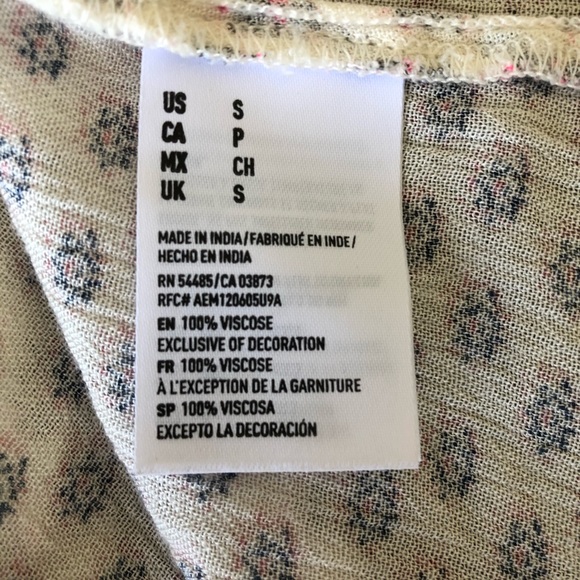 US S
CA P
MX CH
UK S
MADE IN INDIA/FABRIQUÉ EN INDE/
HECHO EN INDIA
RN 54485/CA 03873
RFC# AEM120605U9A
EN 100% VISCOSE
EXCLUSIVE OF DECORATION
FR 100% VISCOSE
À L'EXCEPTION DE LA GARNITURE
SP 100% VISCOSA
EXCEPTO LA DECORACIÓN